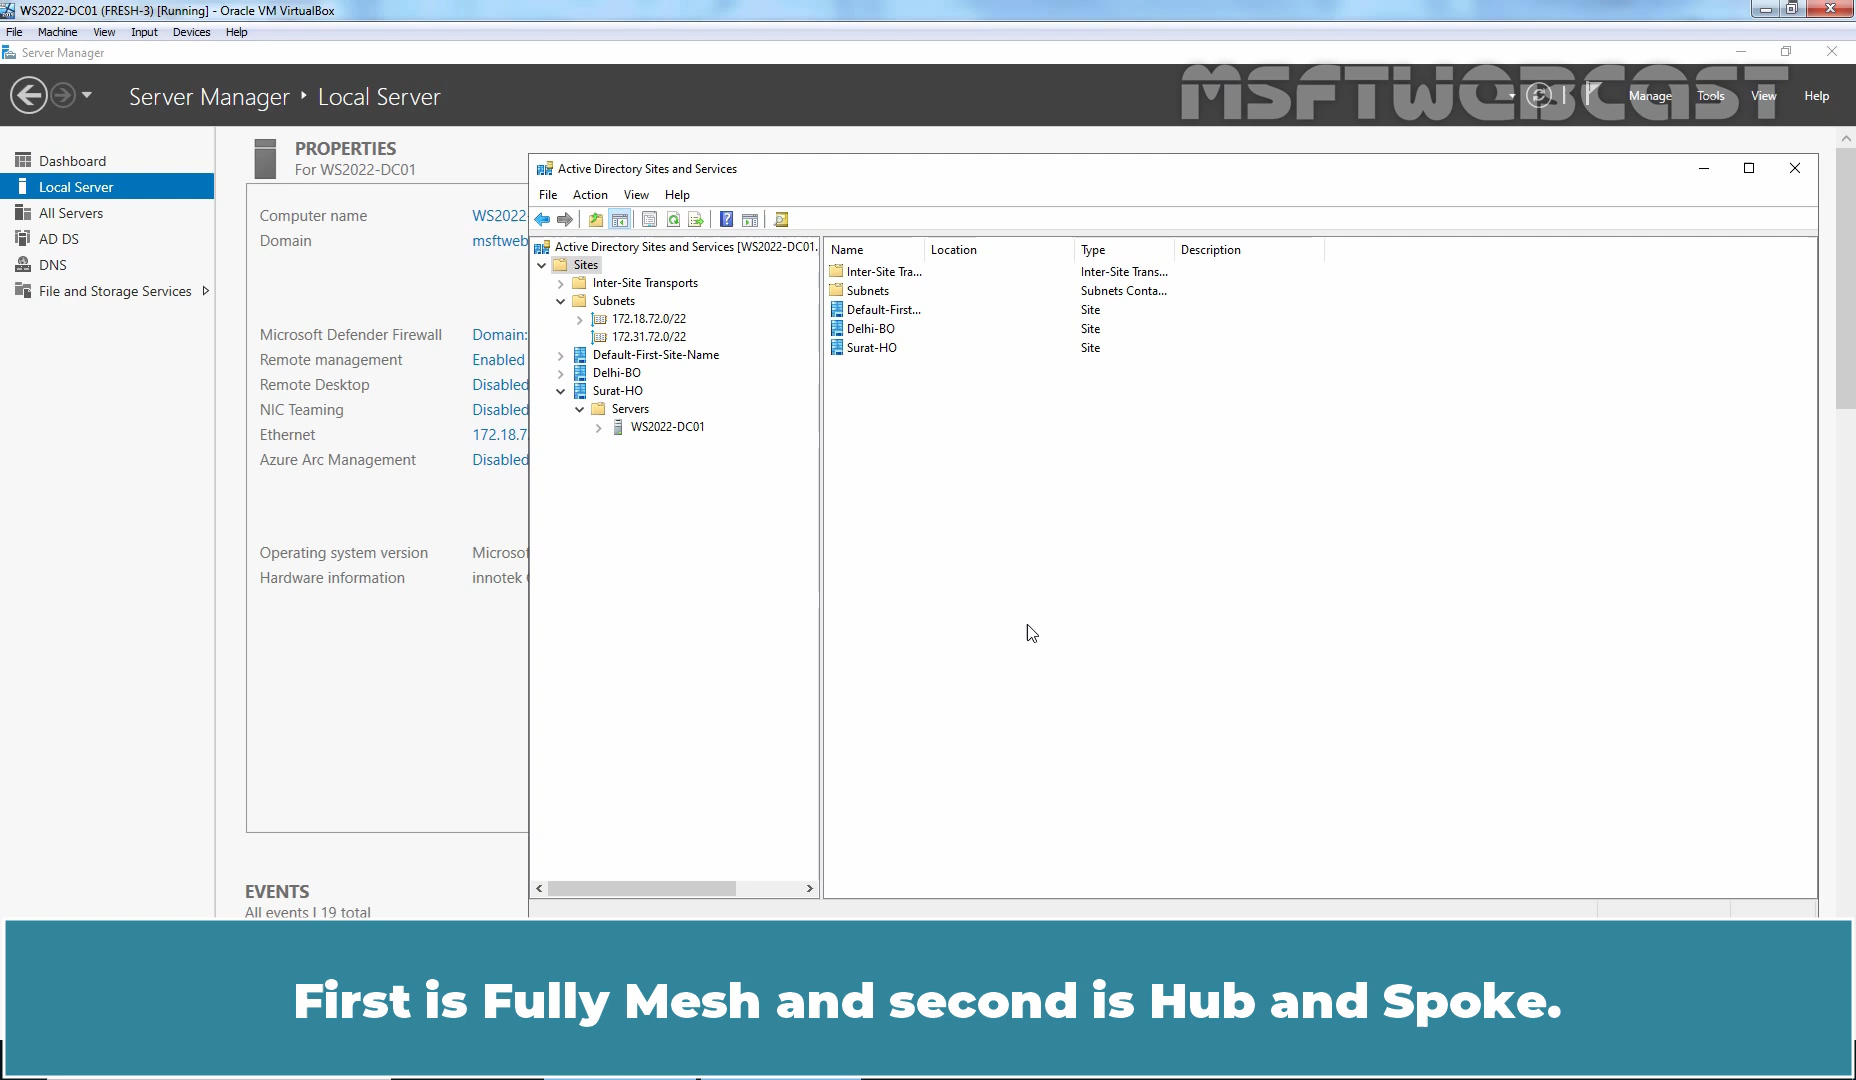 WS2022-DC01 (FRESH-3) [Running] - Oracle VM VirtualBox
File Machine View Input Devices Help
Server Manager
Server Manager ‣ Local Server
MSFTWEBCAST
Manage Tools View Help
Dashboard
Local Server
All Servers
AD DS
DNS
File and Storage Services
PROPERTIES
For WS2022-DC01
Computer name WS2022-
Domain msftweb
Microsoft Defender Firewall Domain:
Remote management Enabled
Remote Desktop Disabled
NIC Teaming Disabled
Ethernet 172.18.7
Azure Arc Management Disabled
Operating system version Microsof
Hardware information innotek
EVENTS
All events | 19 total
Active Directory Sites and Services
File Action View Help
Active Directory Sites and Services [WS2022-DC01.
Sites
Inter-Site Transports
Subnets
172.18.72.0/22
172.31.72.0/22
Default-First-Site-Name
Delhi-BO
Surat-HO
Servers
WS2022-DC01
Name Location Type Description
Inter-Site Tra... Inter-Site Trans...
Subnets Subnets Conta...
Default-First... Site
Delhi-BO Site
Surat-HO Site
First is Fully Mesh and second is Hub and Spoke.